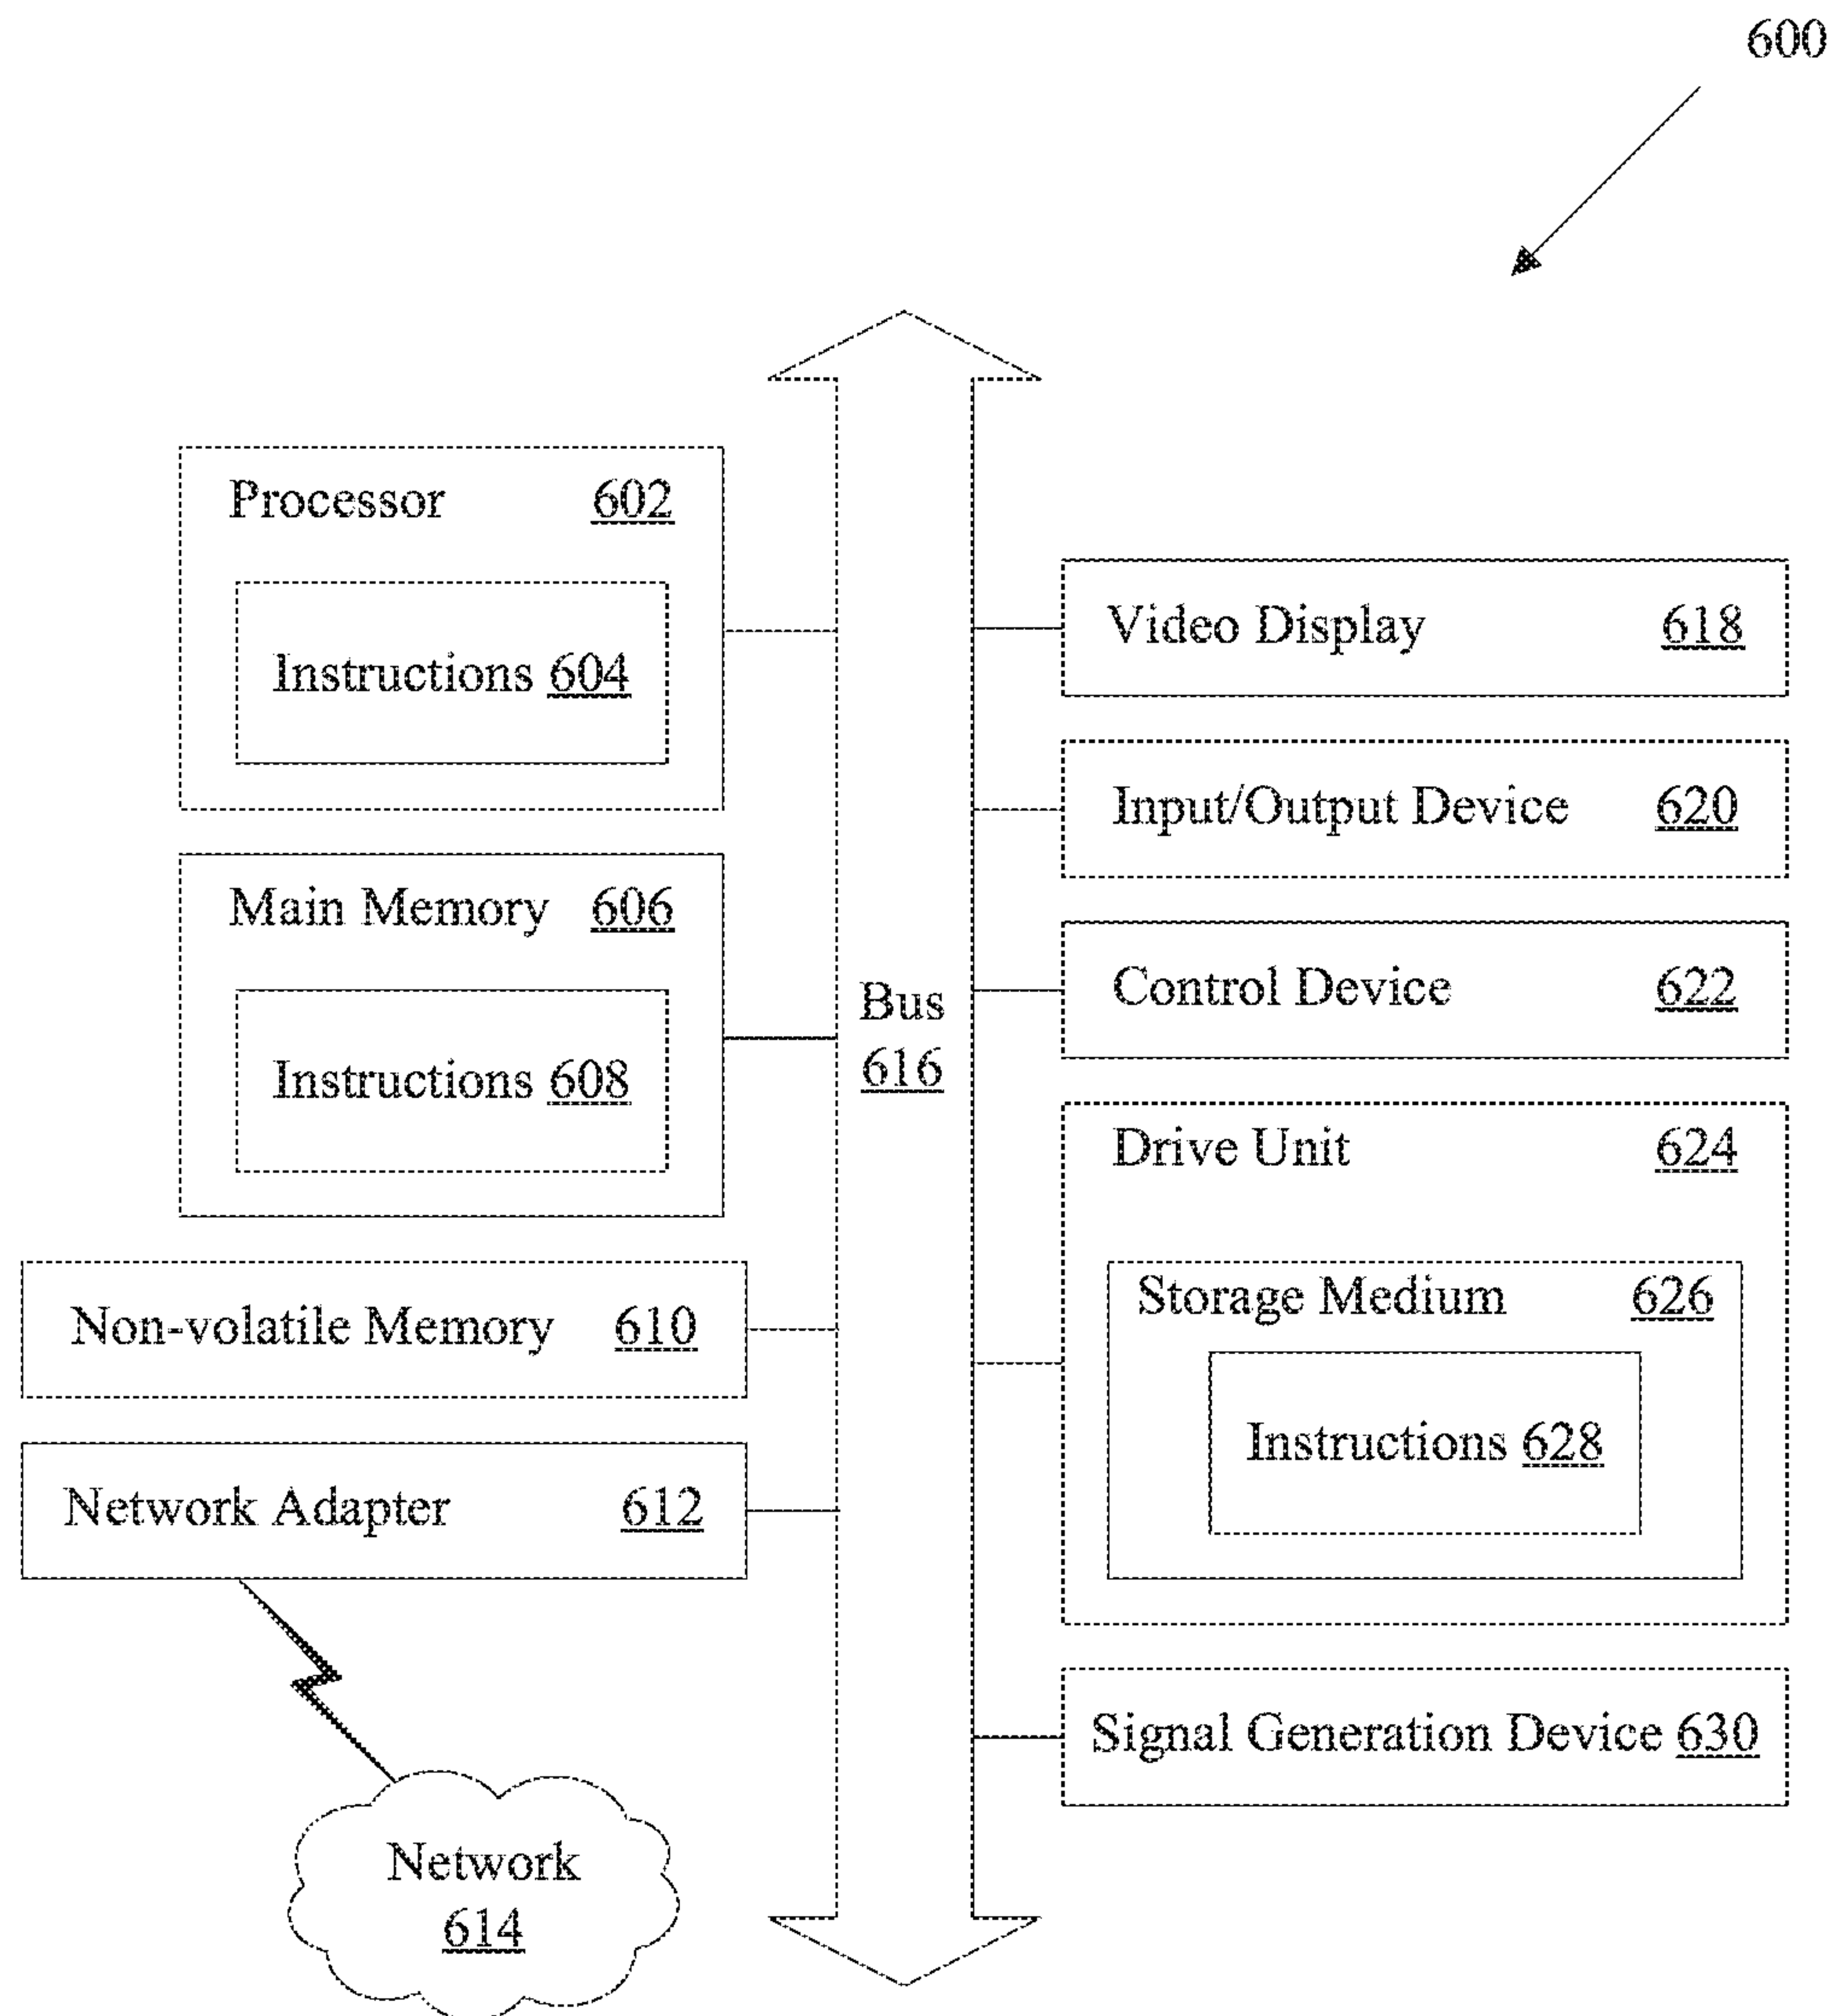 600
Processor 602
Instructions 604
Main Memory 606
Instructions 608
Non-volatile Memory 610
Network Adapter 612
Network
614
Bus
616
Video Display 618
Input/Output Device 620
Control Device 622
Drive Unit 624
Storage Medium 626
Instructions 628
Signal Generation Device 630